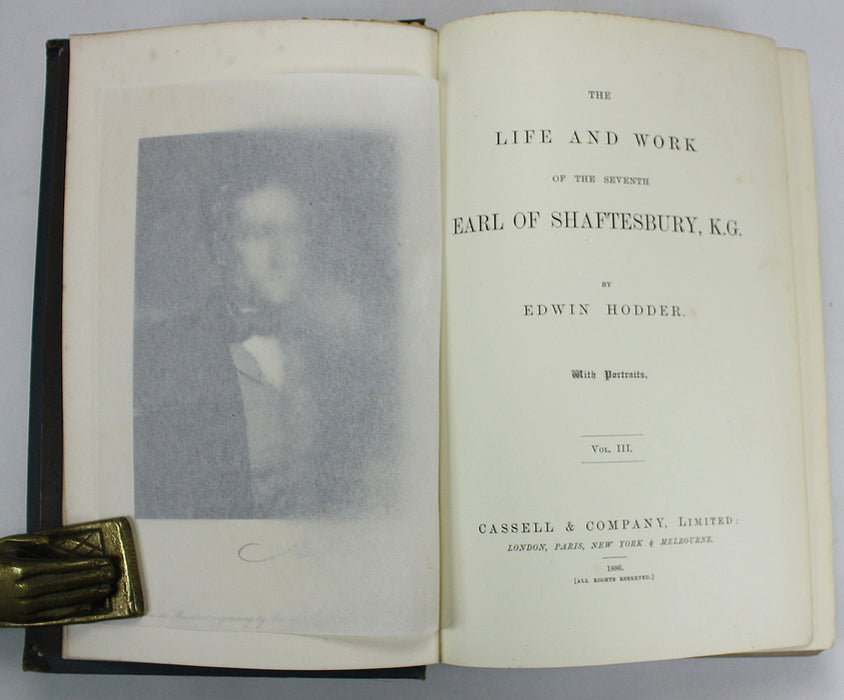 THE
LIFE AND WORK
OF THE SEVENTH
EARL OF SHAFTESBURY, K.G.
BY
EDWIN HODDER.
With Portraits.
VOL. III.
CASSELL & COMPANY, LIMITED:
LONDON, PARIS, NEW YORK & MELBOURNE.
1886.
[ALL RIGHTS RESERVED.]